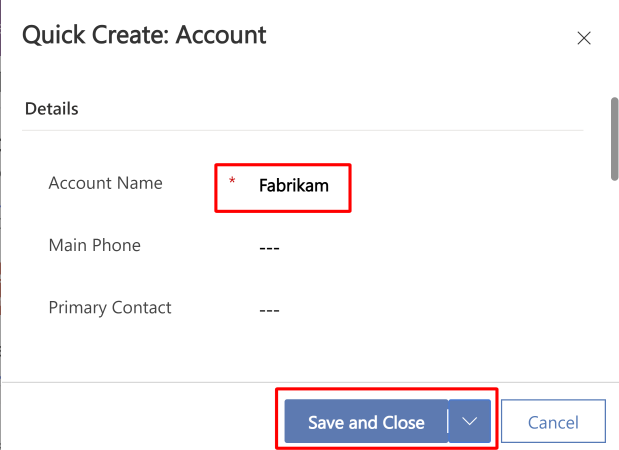 Quick Create: Account
Details
Account Name * Fabrikam
Main Phone ---
Primary Contact ---
Save and Close Cancel